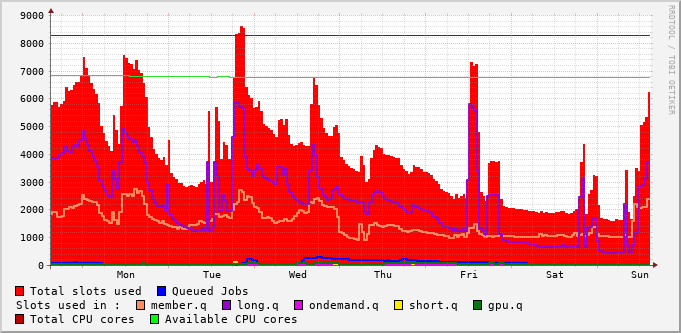 9000
8000
7000
6000
5000
4000
3000
2000
1000
0
Mon Tue Wed Thu Fri Sat Sun
RRDTOOL / TOBI OETIKER
Total slots used Queued Jobs
Slots used in : member.q long.q ondemand.q short.q gpu.q
Total CPU cores Available CPU cores